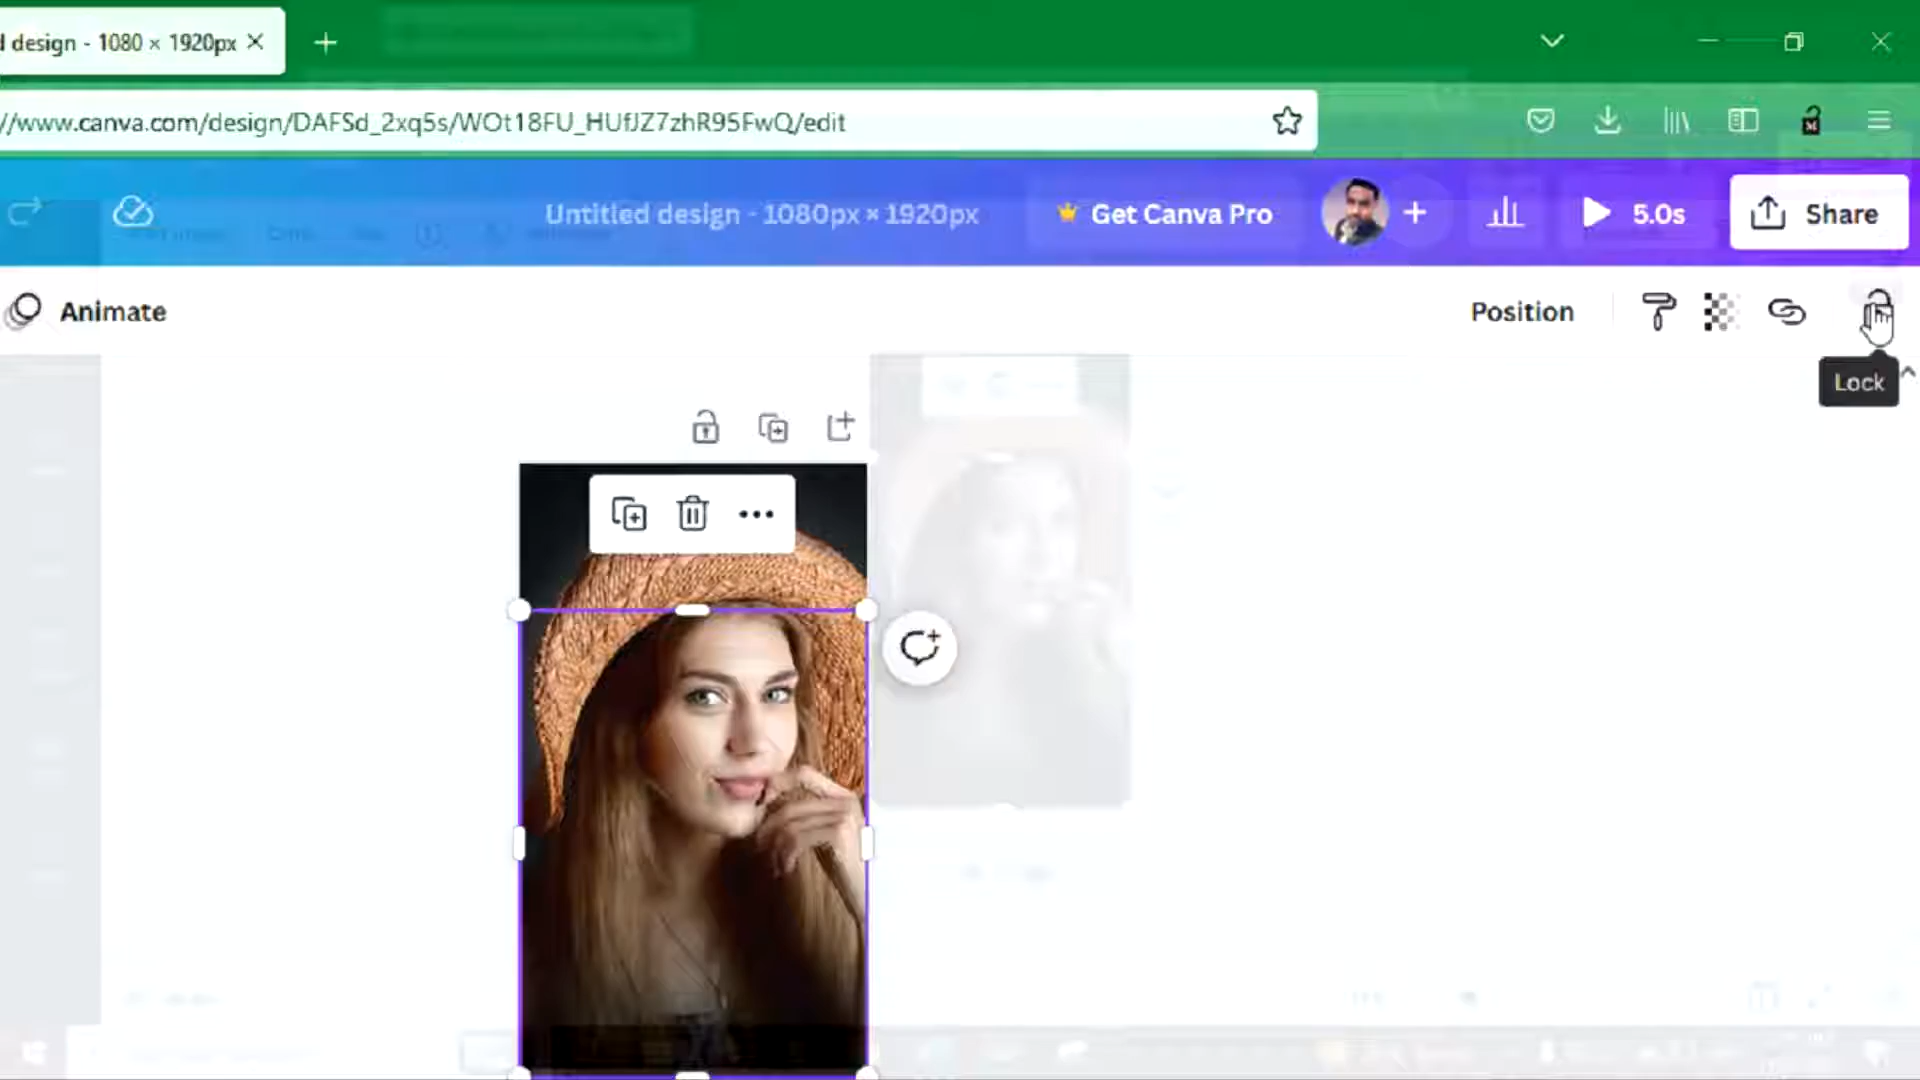 d design - 1080 × 1920px
//www.canva.com/design/DAFSd_2xq5s/WOt18FU_HUfJZ7zhR95FwQ/edit
Untitled design - 1080px × 1920px
Get Canva Pro
5.0s
Share
Animate
Position
Lock